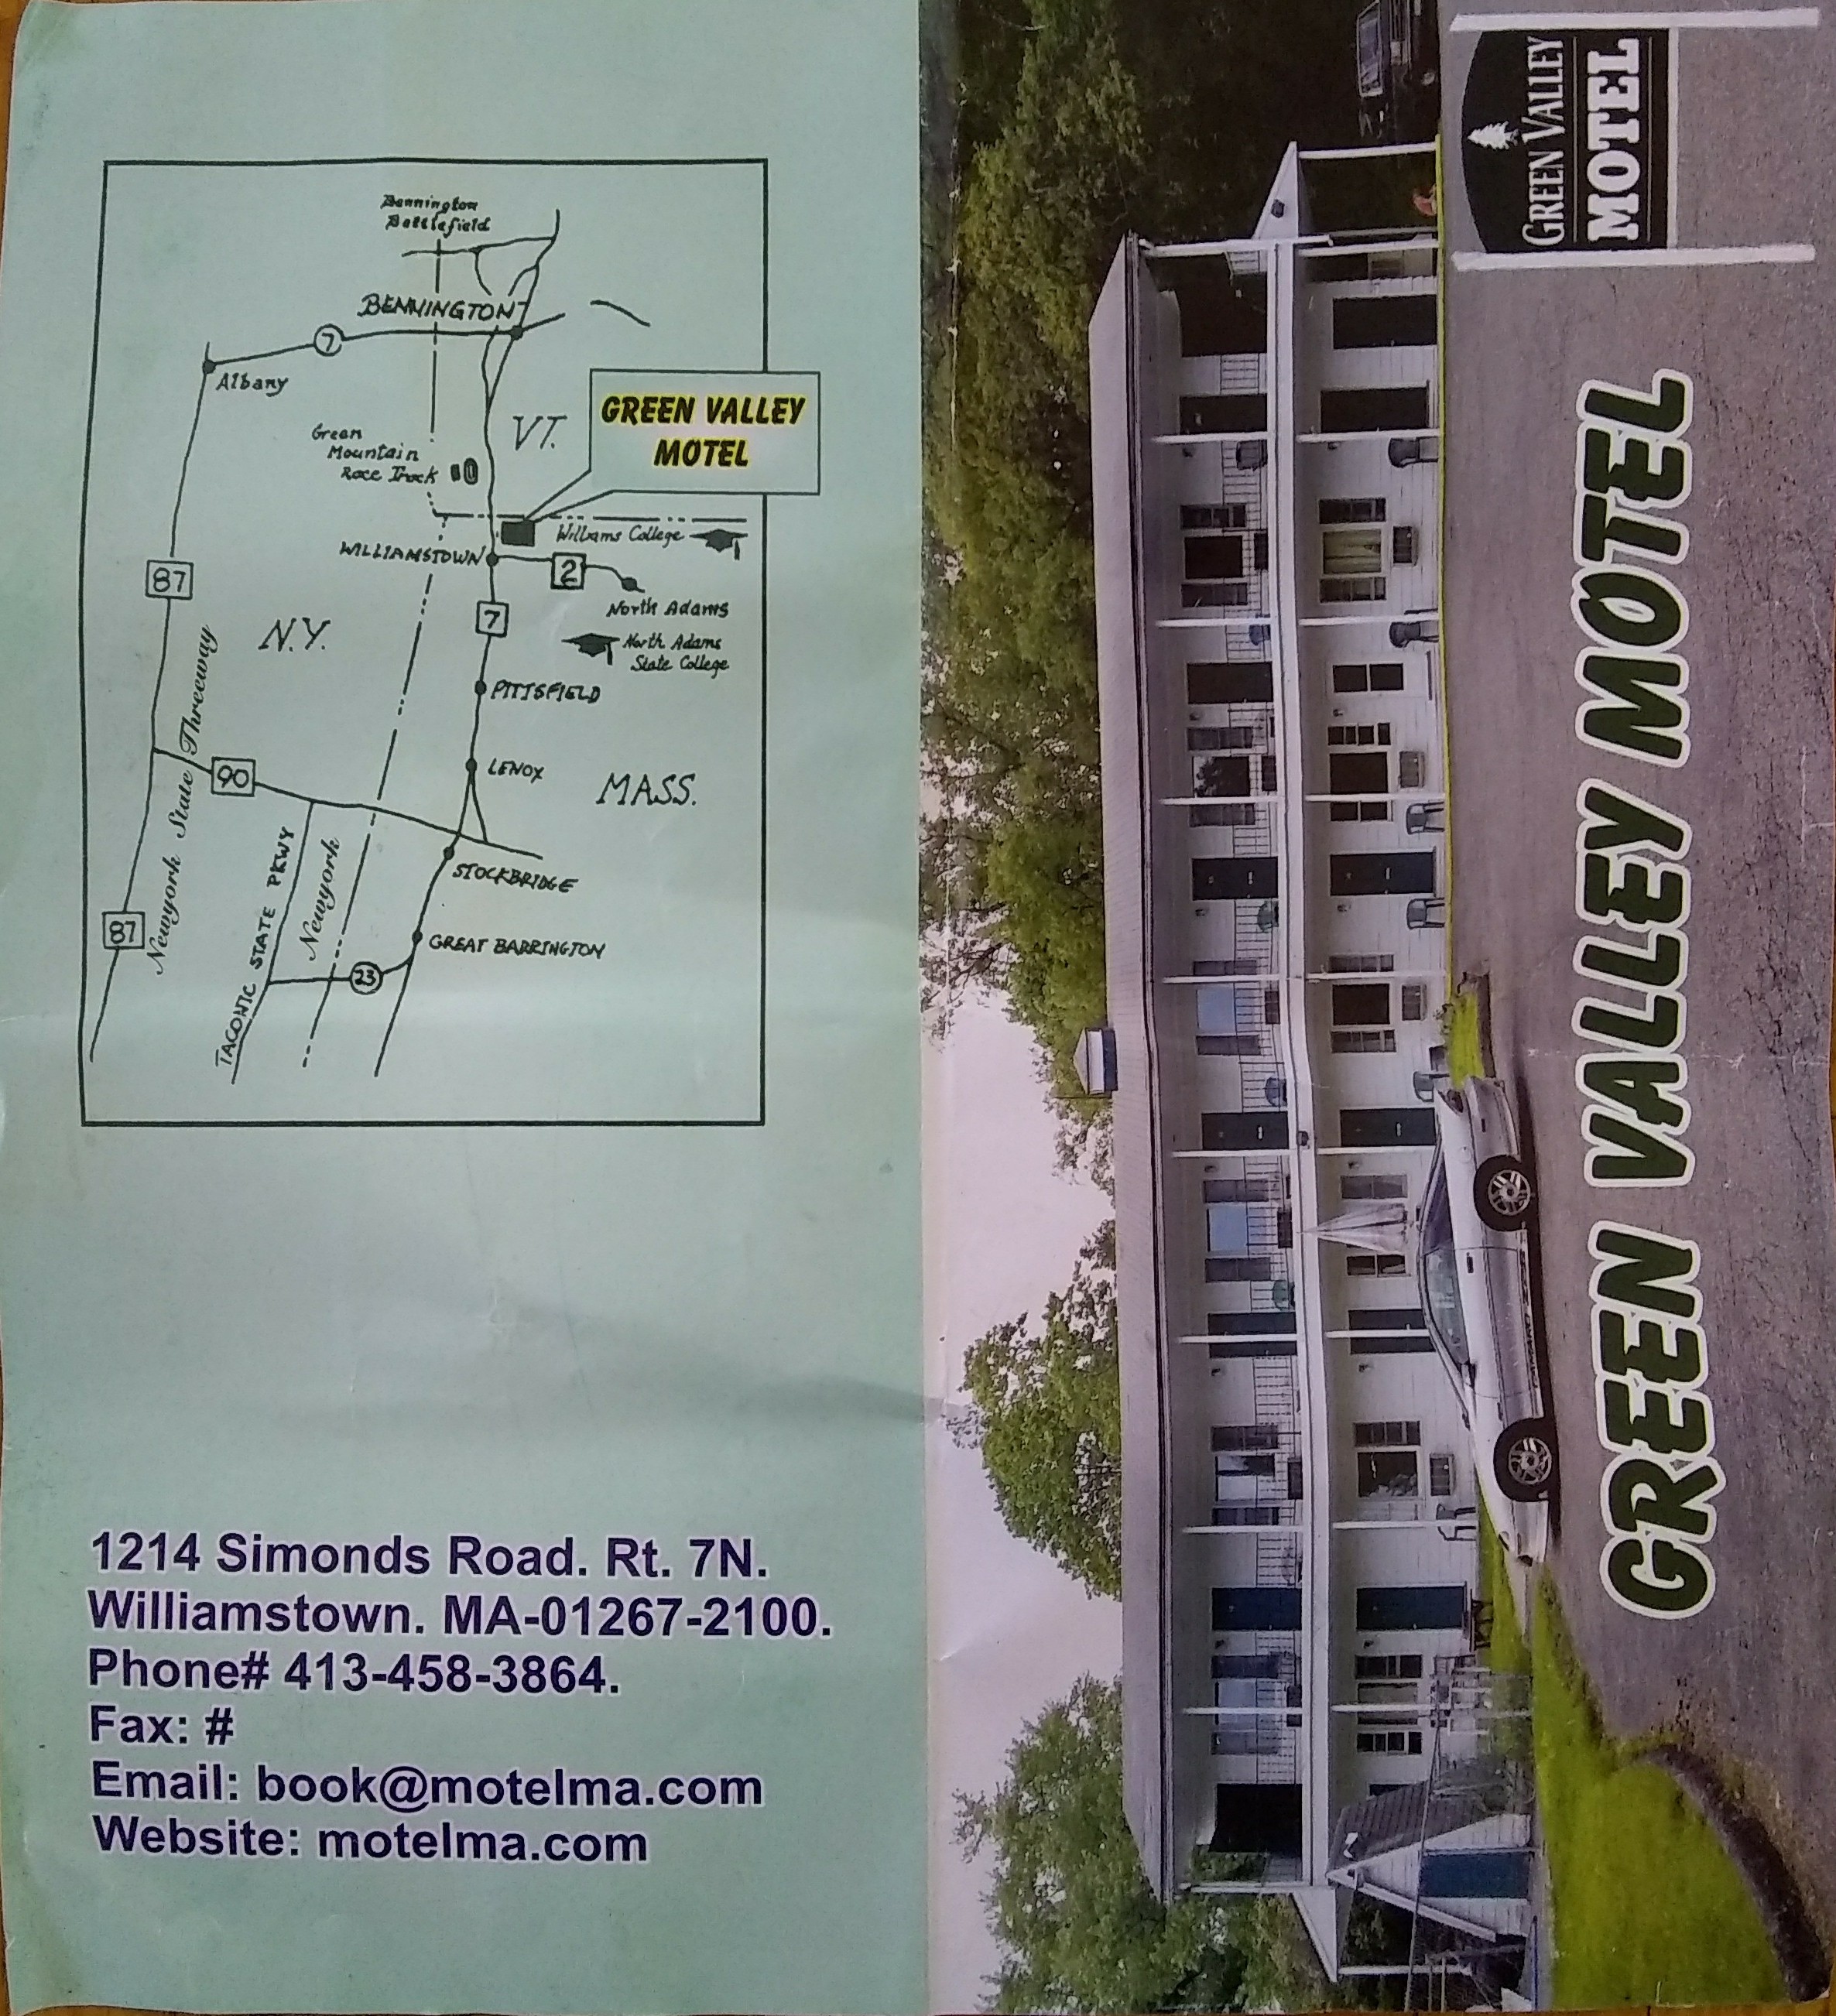 Bennington
Battlefield
BENNINGTON
7
Albany
GREEN VALLEY
MOTEL
VT.
Green
Mountain
Race Track
Williams College
WILLIAMSTOWN
2
87
7
North Adams
N.Y.
North Adams
State College
PITTSFIELD
Newyork State Threeway
90
LENOX
MASS.
TACONIC STATE PKWY
Newyork
STOCKBRIDGE
87
GREAT BARRINGTON
23
1214 Simonds Road. Rt. 7N.
Williamstown. MA-01267-2100.
Phone# 413-458-3864.
Fax: #
Email: book@motelma.com
Website: motelma.com
GREEN VALLEY
MOTEL
GREEN VALLEY MOTEL